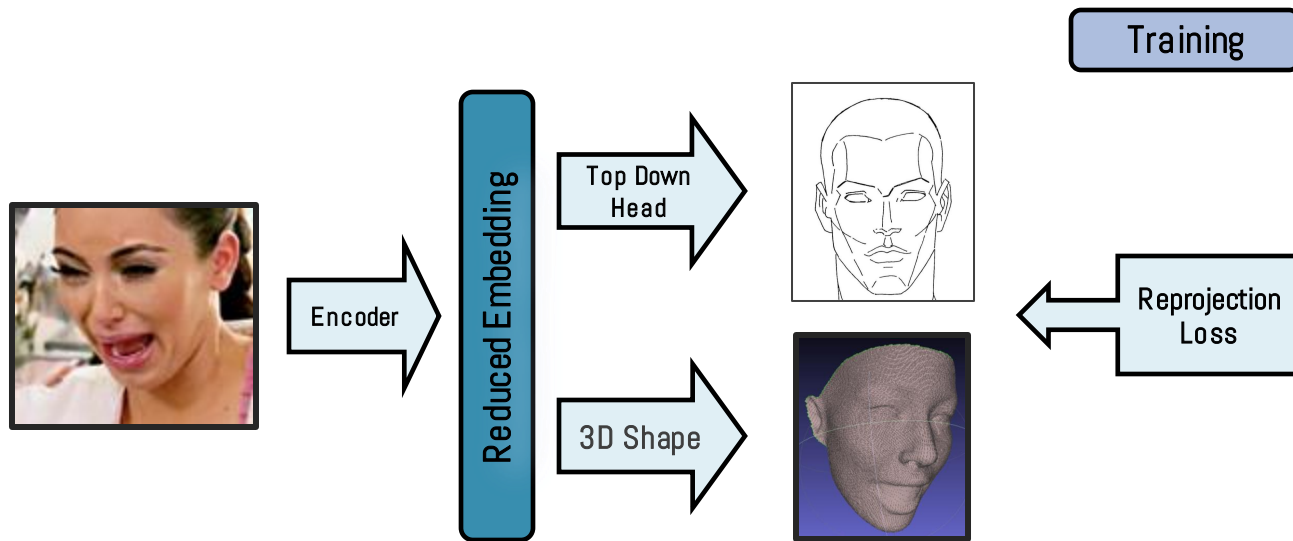 Training
Top Down
Head
Encoder
Reduced Embedding
Reprojection
Loss
3D Shape